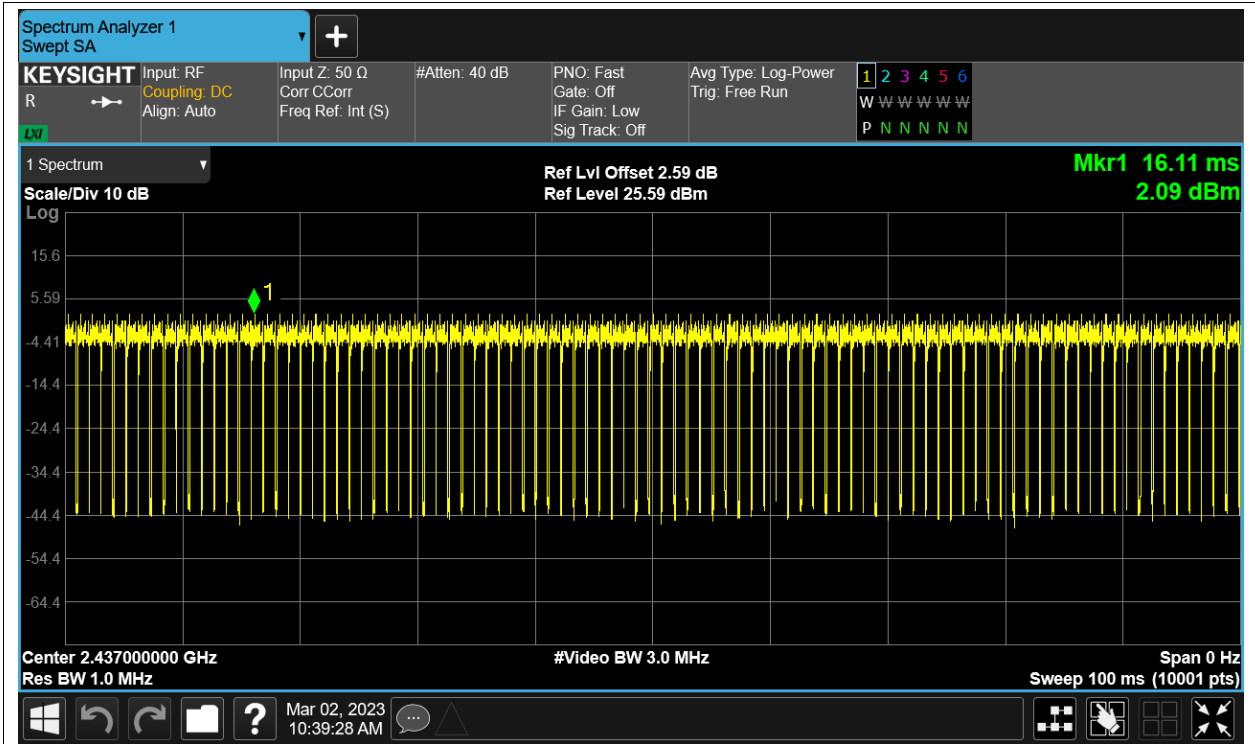 Spectrum Analyzer 1
Swept SA
+
KEYSIGHT
R
LXI
Input: RF
Coupling: DC
Align: Auto
Input Z: 50 Ω
Corr CCorr
Freq Ref: Int (S)
#Atten: 40 dB
PNO: Fast
Gate: Off
IF Gain: Low
Sig Track: Off
Avg Type: Log-Power
Trig: Free Run
1 2 3 4 5 6
W W W W W W
P N N N N N
1 Spectrum
Scale/Div 10 dB
Log
Ref Lvl Offset 2.59 dB
Ref Level 25.59 dBm
Mkr1 16.11 ms
2.09 dBm
15.6
5.59
1
-4.41
-14.4
-24.4
-34.4
-44.4
-54.4
-64.4
Center 2.437000000 GHz
Res BW 1.0 MHz
#Video BW 3.0 MHz
Span 0 Hz
Sweep 100 ms (10001 pts)
?
Mar 02, 2023
10:39:28 AM